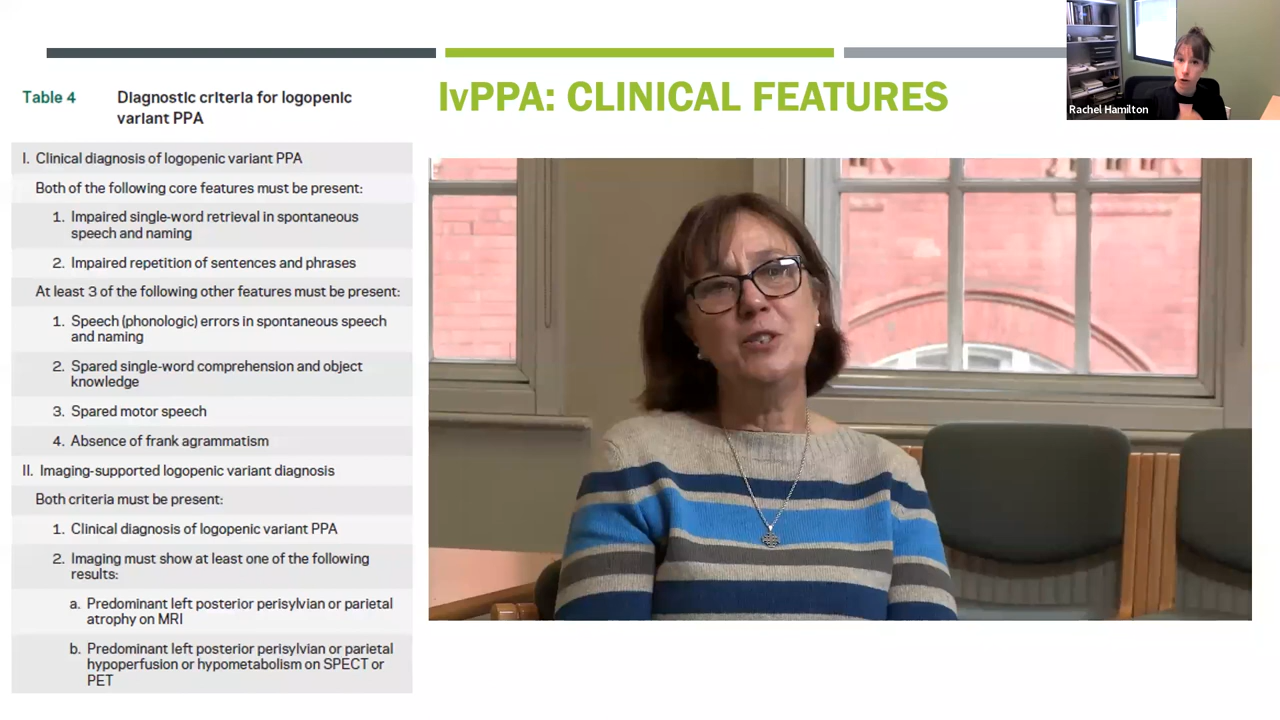 lvPPA: CLINICAL FEATURES
Rachel Hamilton
Table 4
Diagnostic criteria for logopenic
variant PPA
I. Clinical diagnosis of logopenic variant PPA
Both of the following core features must be present:
1. Impaired single-word retrieval in spontaneous
speech and naming
2. Impaired repetition of sentences and phrases
At least 3 of the following other features must be present:
1. Speech (phonologic) errors in spontaneous speech
and naming
2. Spared single-word comprehension and object
knowledge
3. Spared motor speech
4. Absence of frank agrammatism
II. Imaging-supported logopenic variant diagnosis
Both criteria must be present:
1. Clinical diagnosis of logopenic variant PPA
2. Imaging must show at least one of the following
results:
a. Predominant left posterior perisylvian or parietal
atrophy on MRI
b. Predominant left posterior perisylvian or parietal
hypoperfusion or hypometabolism on SPECT or
PET